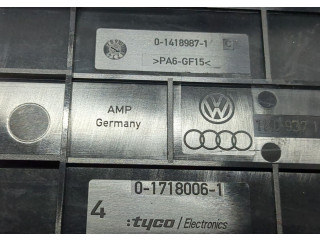 0-1418987-1
>PA6-GF15<
AMP
Germany
0-1718006-1
4
:tyco / Electronics